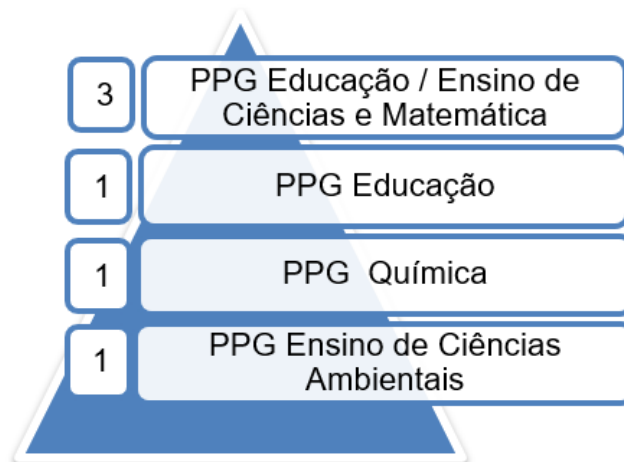 3
PPG Educação / Ensino de
Ciências e Matemática
1
PPG Educação
1
PPG Química
1
PPG Ensino de Ciências
Ambientais